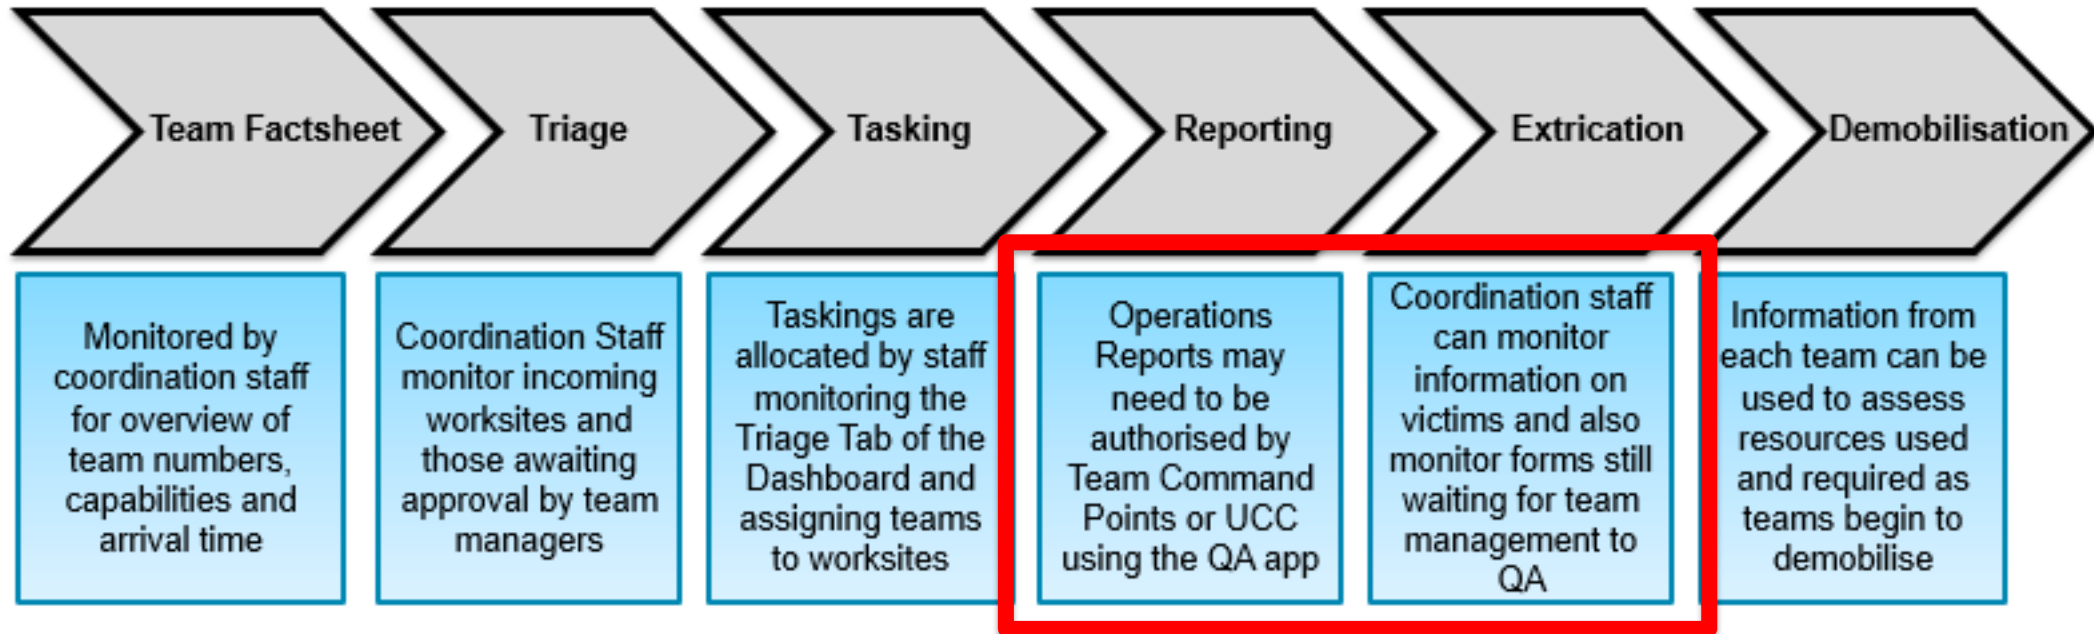 Team Factsheet
Triage
Tasking
Reporting
Extrication
Demobilisation
Monitored by
coordination staff
for overview of
team numbers,
capabilities and
arrival time
Coordination Staff
monitor incoming
worksites and
those awaiting
approval by team
managers
Taskings are
allocated by staff
monitoring the
Triage Tab of the
Dashboard and
assigning teams
to worksites
Operations
Reports may
need to be
authorised by
Team Command
Points or UCC
using the QA app
Coordination staff
can monitor
information on
victims and also
monitor forms still
waiting for team
management to
QA
Information from
each team can be
used to assess
resources used
and required as
teams begin to
demobilise